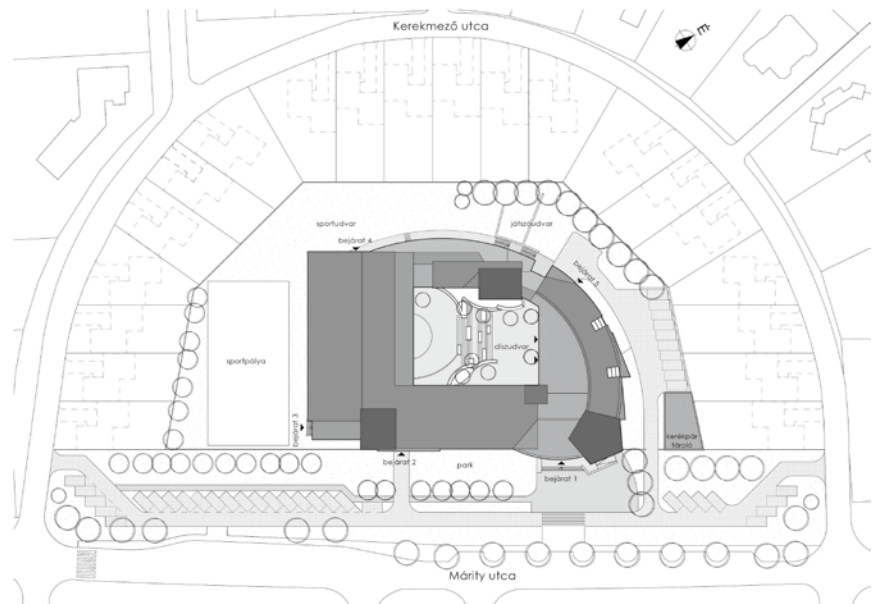 Kerekmező utca
É
sportudvar
játszóudvar
bejárat 4
bejárat 5
díszudvar
sportpálya
bejárat 3
kerékpár
tároló
bejárat 2
park
bejárat 1
Márity utca